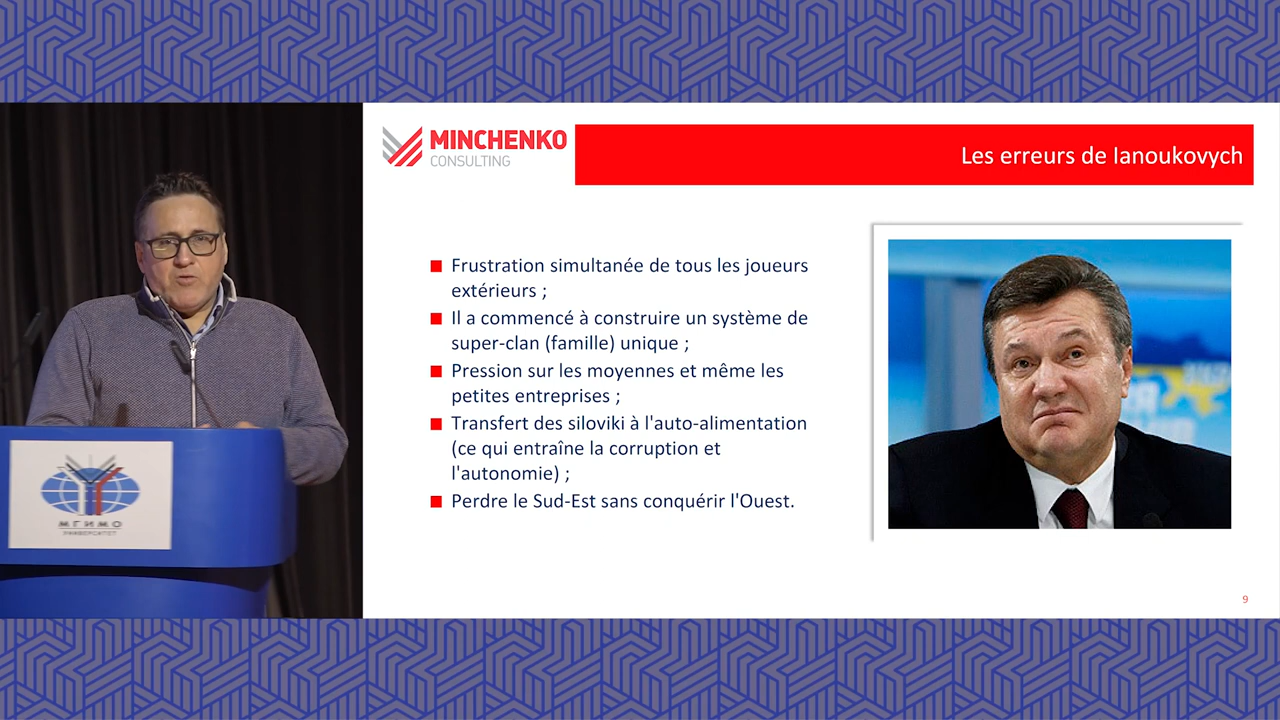 MINCHENKO
CONSULTING
Les erreurs de Ianoukovych
Frustration simultanée de tous les joueurs
extérieurs ;
Il a commencé à construire un système de
super-clan (famille) unique ;
Pression sur les moyennes et même les
petites entreprises ;
Transfert des siloviki à l'auto-alimentation
(ce qui entraîne la corruption et
l'autonomie) ;
Perdre le Sud-Est sans conquérir l'Ouest.
9
МГИМО
УНИВЕРСИТЕТ